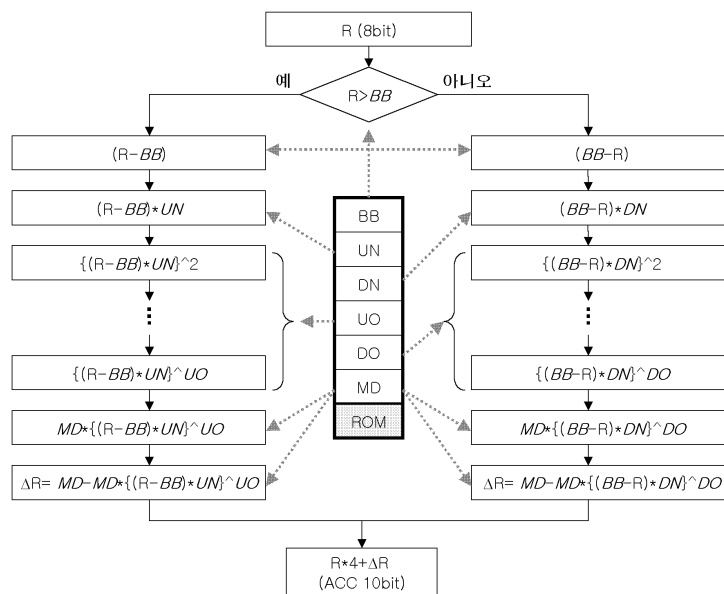 R (8bit)
예
아니오
R>BB
(R-BB)
(R-BB)*UN
{(R-BB)*UN}^2
⋮
{(R-BB)*UN}^UO
MD*{(R-BB)*UN}^UO
ΔR= MD-MD*{(R-BB)*UN}^UO
BB
UN
DN
UO
DO
MD
ROM
(BB-R)
(BB-R)*DN
{(BB-R)*DN}^2
⋮
{(BB-R)*DN}^DO
MD*{(BB-R)*DN}^DO
ΔR= MD-MD*{(BB-R)*DN}^DO
R*4+ΔR
(ACC 10bit)